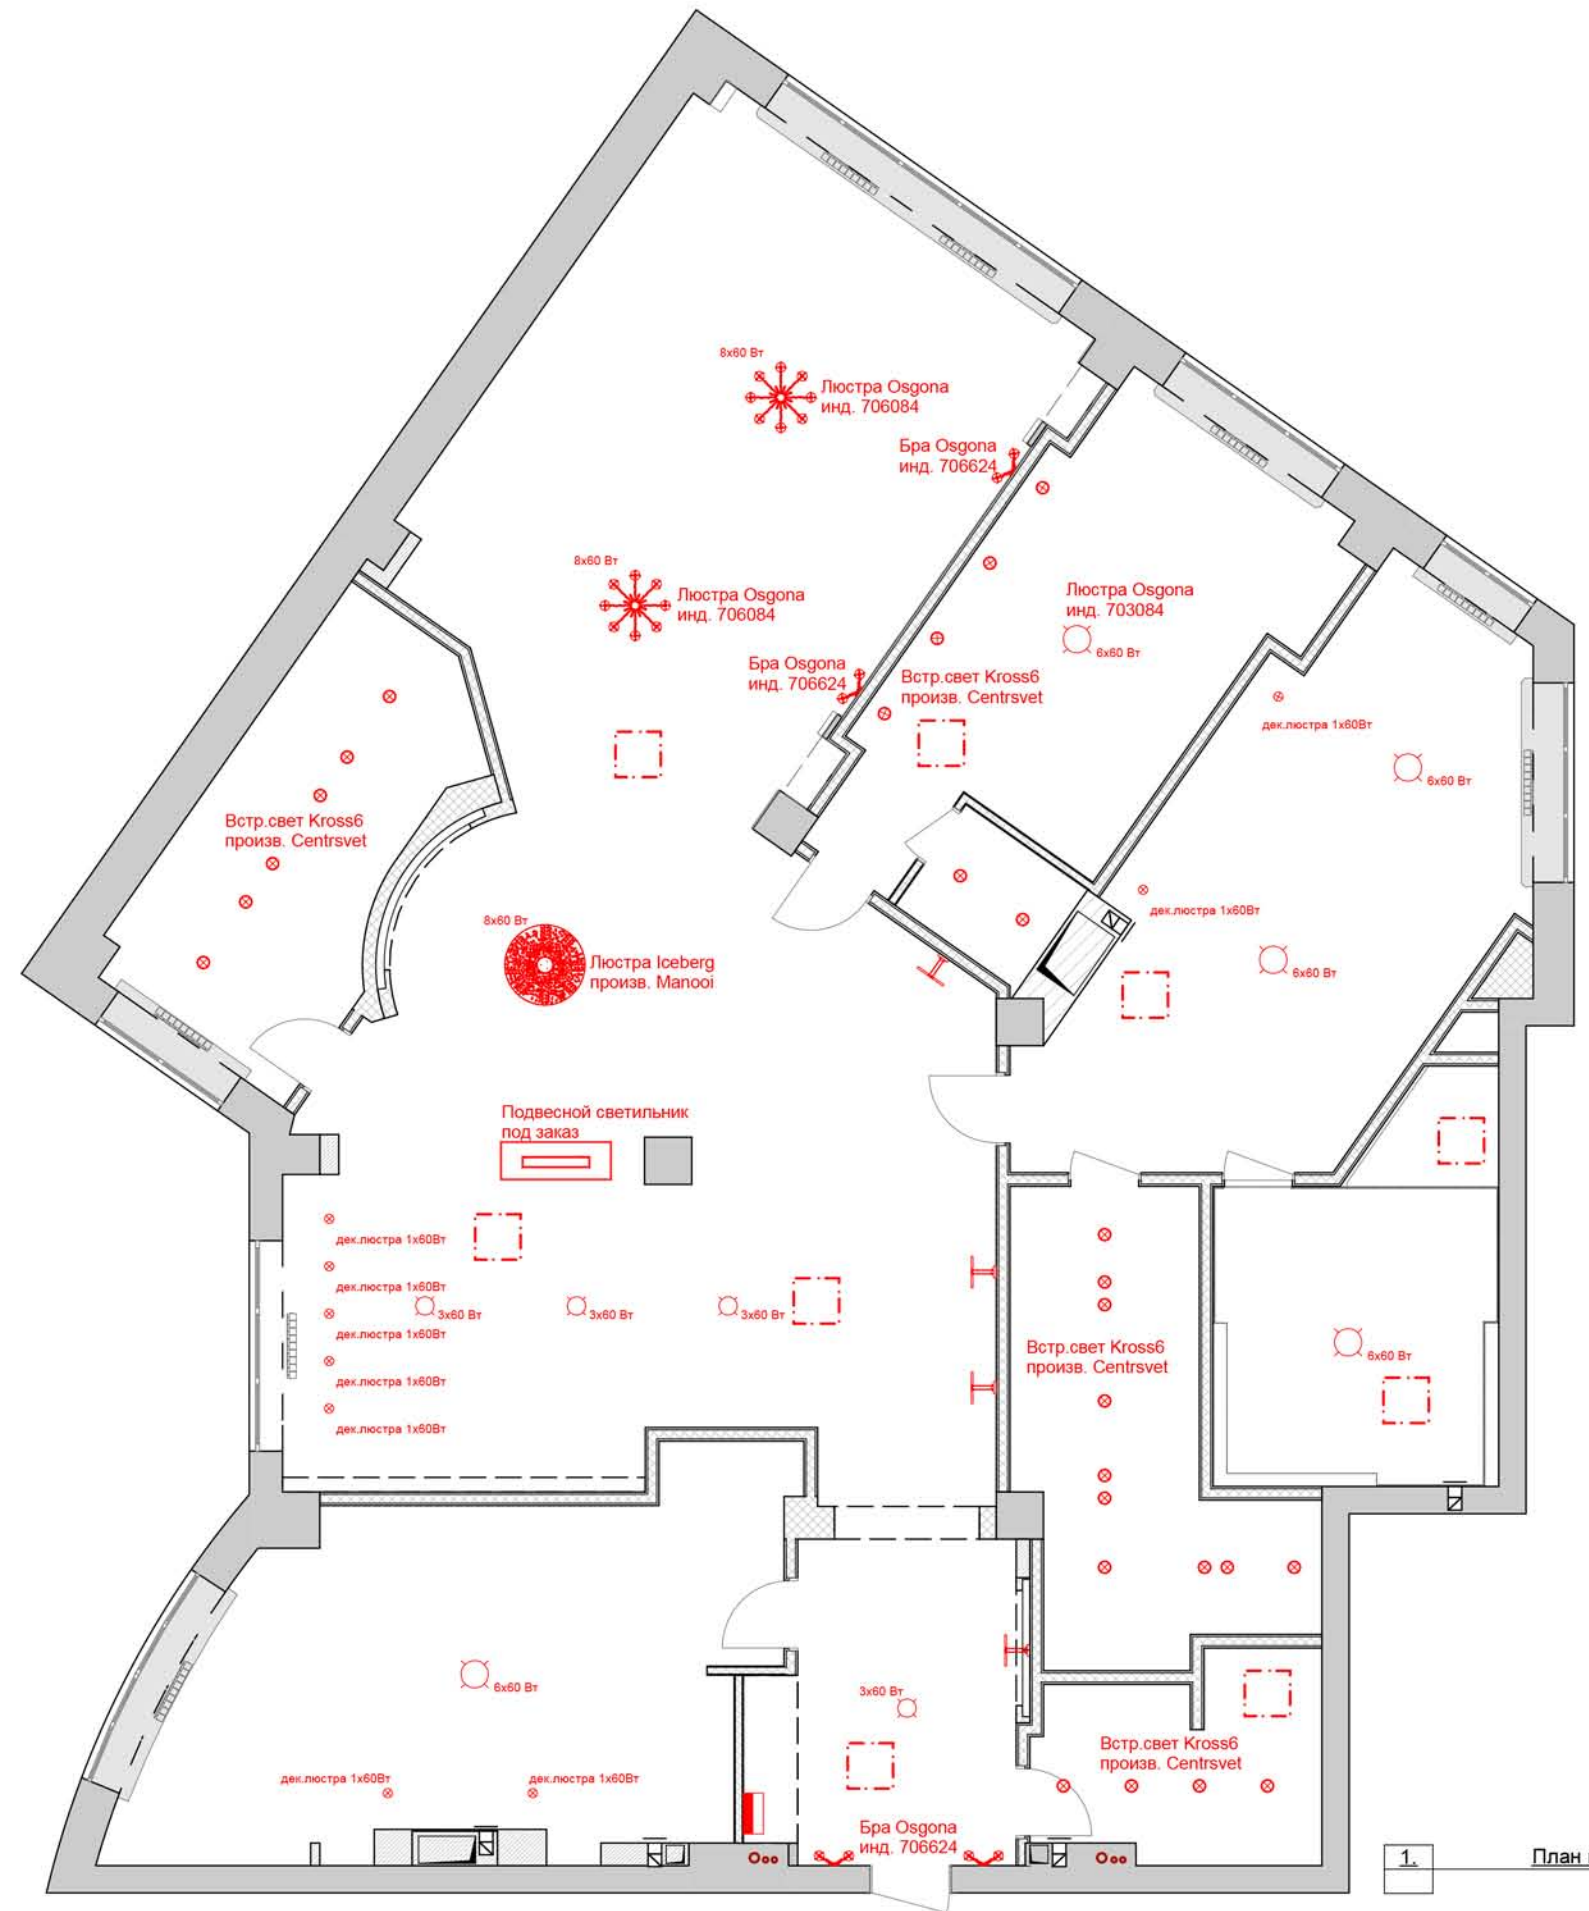 8x60 Вт
Люстра Osgona
инд. 706084
Бра Osgona
инд. 706624
8x60 Вт
Люстра Osgona
инд. 706084
Люстра Osgona
инд. 703084
6x60 Вт
Бра Osgona
инд. 706624
Встр.свет Kross6
произв. Centrsvet
дек.люстра 1x60Вт
6x60 Вт
Встр.свет Kross6
произв. Centrsvet
8x60 Вт
Люстра Iceberg
произв. Manooi
дек.люстра 1x60Вт
6x60 Вт
Подвесной светильник
под заказ
дек.люстра 1x60Вт
дек.люстра 1x60Вт
3x60 Вт
3x60 Вт
3x60 Вт
дек.люстра 1x60Вт
дек.люстра 1x60Вт
дек.люстра 1x60Вт
Встр.свет Kross6
произв. Centrsvet
6x60 Вт
6x60 Вт
3x60 Вт
Встр.свет Kross6
произв. Centrsvet
дек.люстра 1x60Вт
дек.люстра 1x60Вт
Бра Osgona
инд. 706624
1.
План